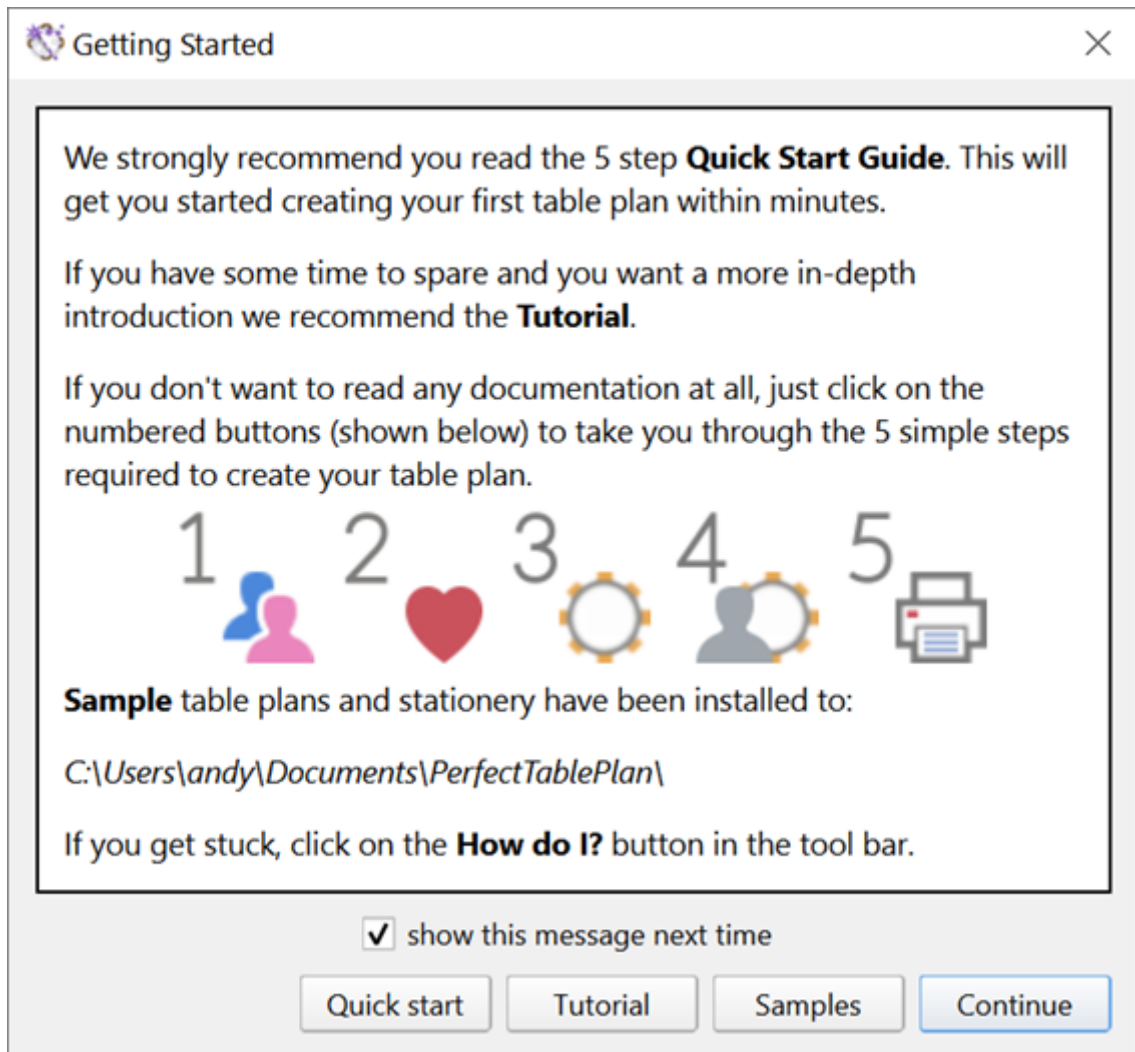 Getting Started
We strongly recommend you read the 5 step Quick Start Guide. This will
get you started creating your first table plan within minutes.
If you have some time to spare and you want a more in-depth
introduction we recommend the Tutorial.
If you don't want to read any documentation at all, just click on the
numbered buttons (shown below) to take you through the 5 simple steps
required to create your table plan.
1 2 3 4 5
Sample table plans and stationery have been installed to:
C:\Users\andy\Documents\PerfectTablePlan\
If you get stuck, click on the How do I? button in the tool bar.
show this message next time
Quick start Tutorial Samples Continue